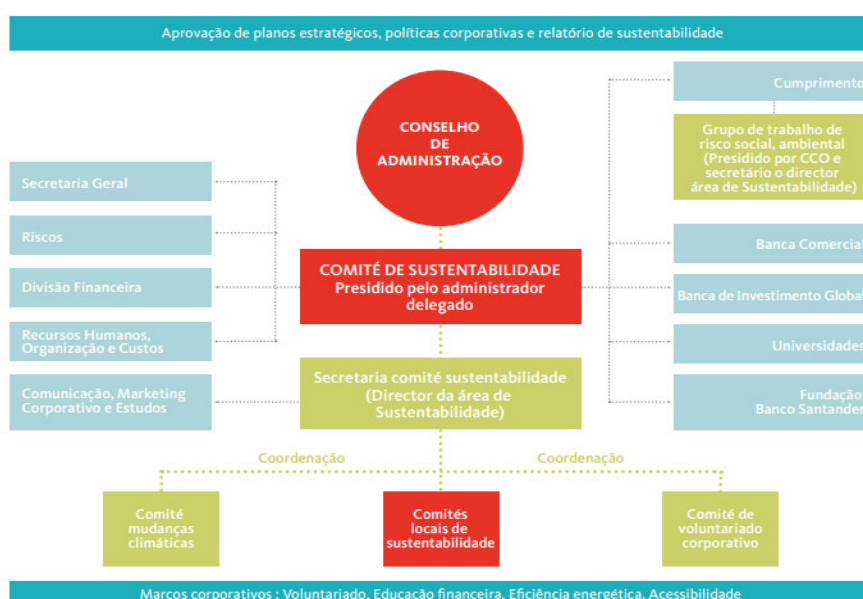 Aprovação de planos estratégicos, políticas corporativas e relatório de sustentabilidade
CONSELHO
DE
ADMINISTRAÇÃO
Secretaria Geral
Riscos
Divisão Financeira
Recursos Humanos,
Organização e Custos
Comunicação, Marketing
Corporativo e Estudos
COMITÉ DE SUSTENTABILIDADE
Presidido pelo administrador
delegado
Secretaria comité sustentabilidade
(Director da área de
Sustentabilidade)
Cumprimento
Grupo de trabalho de
risco social, ambiental
(Presidido por CCO e
secretário o director
área de Sustentabilidade)
Banca Comercial
Banca de Investimento Global
Universidades
Fundação
Banco Santander
Coordenação
Coordenação
Comité
mudanças
climáticas
Comités
locais de
sustentabilidade
Comité de
voluntariado
corporativo
Marcos corporativos : Voluntariado, Educação financeira, Eficiência energética, Acessibilidade